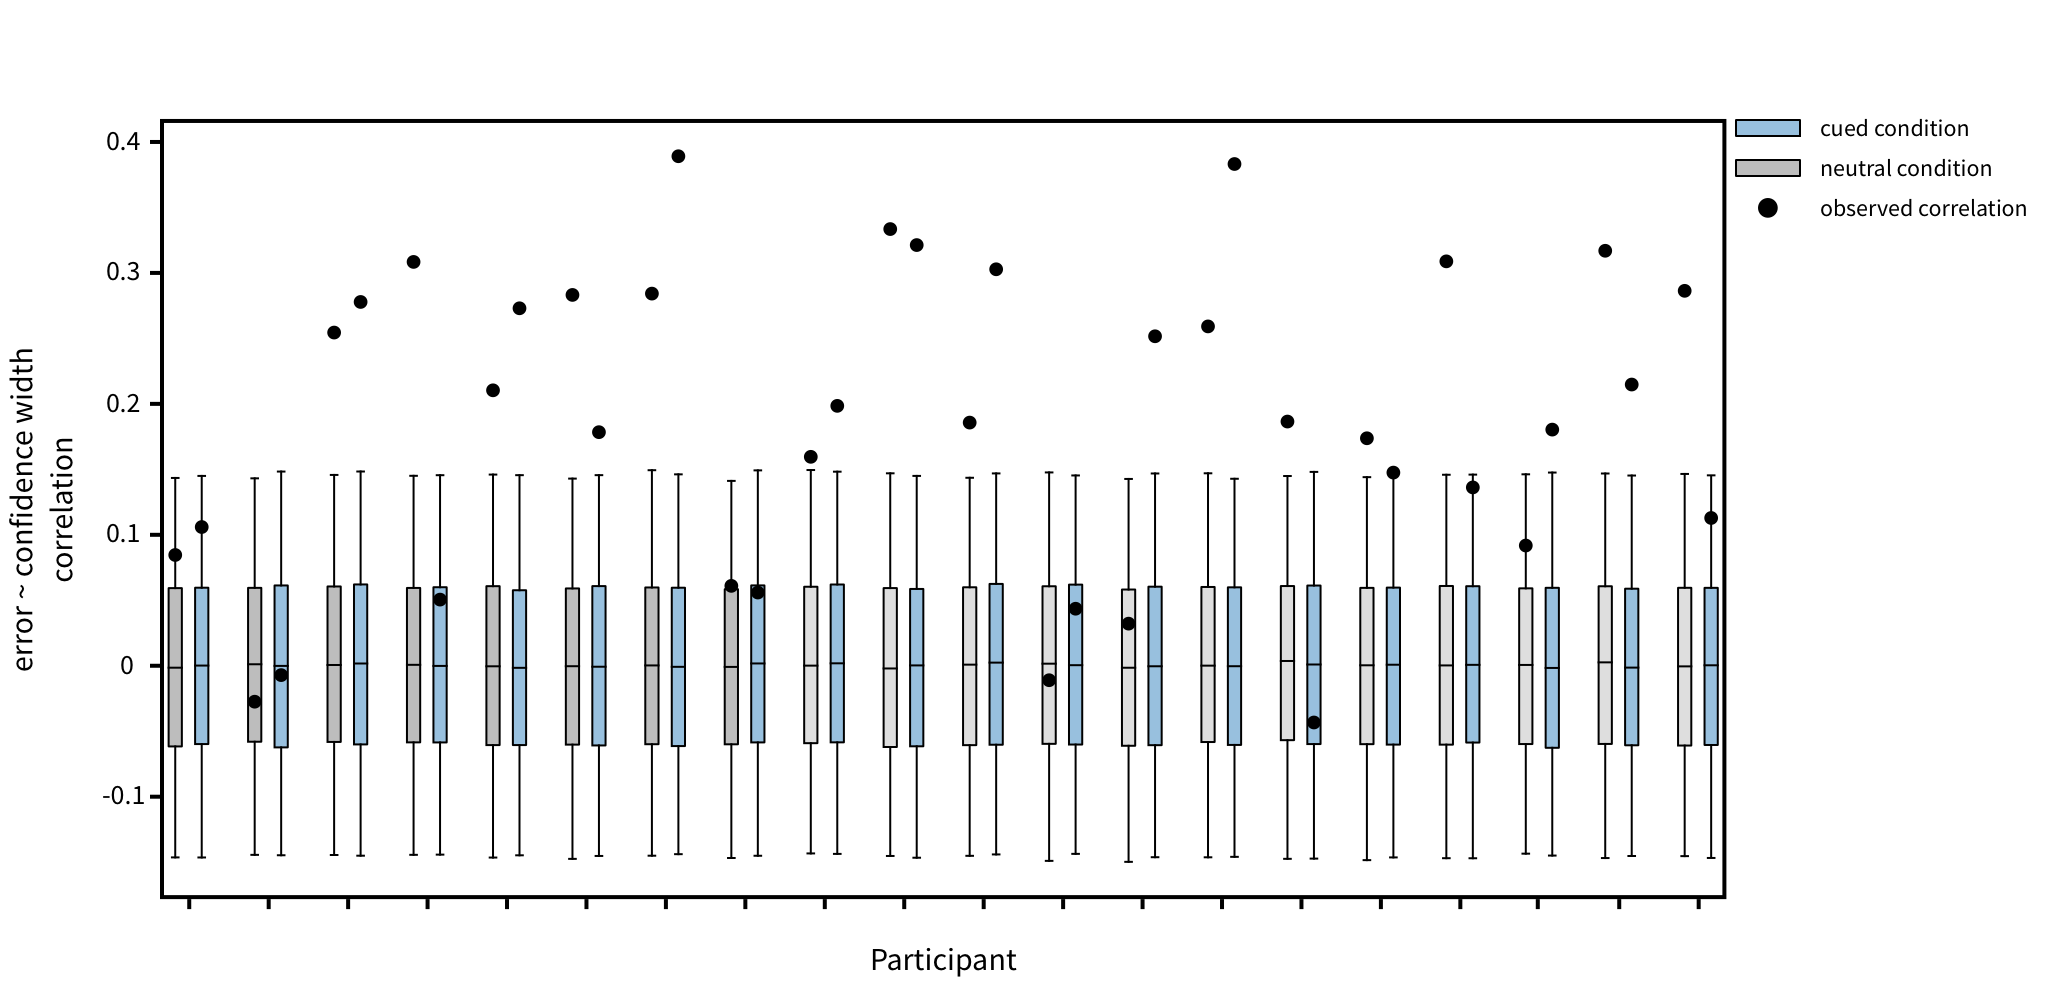 0.4
0.3
0.2
0.1
0
-0.1
error ~ confidence width
correlation
Participant
cued condition
neutral condition
observed correlation